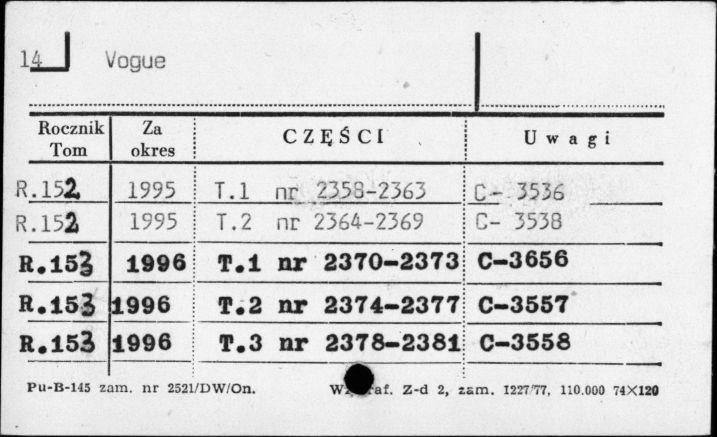 14 Vogue
Rocznik Tom Za okres CZĘŚCI Uwagi
R.152 1995 T.1 nr 2358-2363 C- 3536
R.152 1995 T.2 nr 2364-2369 C- 3538
R.153 1996 T.1 nr 2370-2373 C-3656
R.153 1996 T.2 nr 2374-2377 C-3557
R.153 1996 T.3 nr 2378-2381 C-3558
Pu-B-145 zam. nr 2521/DW/On. Z-d 2, zam. 1227/77, 110.000 74X120